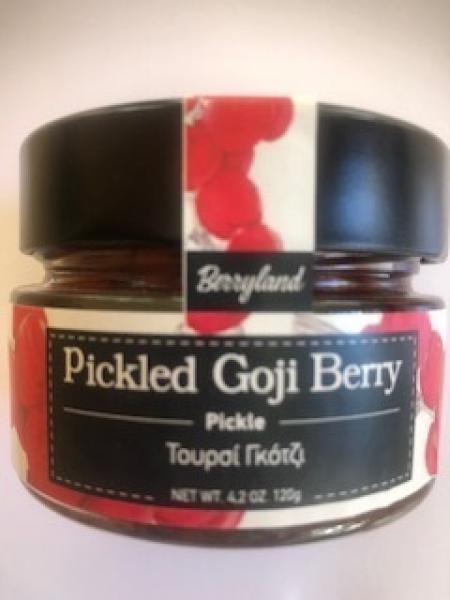 Berryland
Pickled Goji Berry
Pickle
Τουρσί Γκότζι
NET WT. 4,2 OZ. 120g